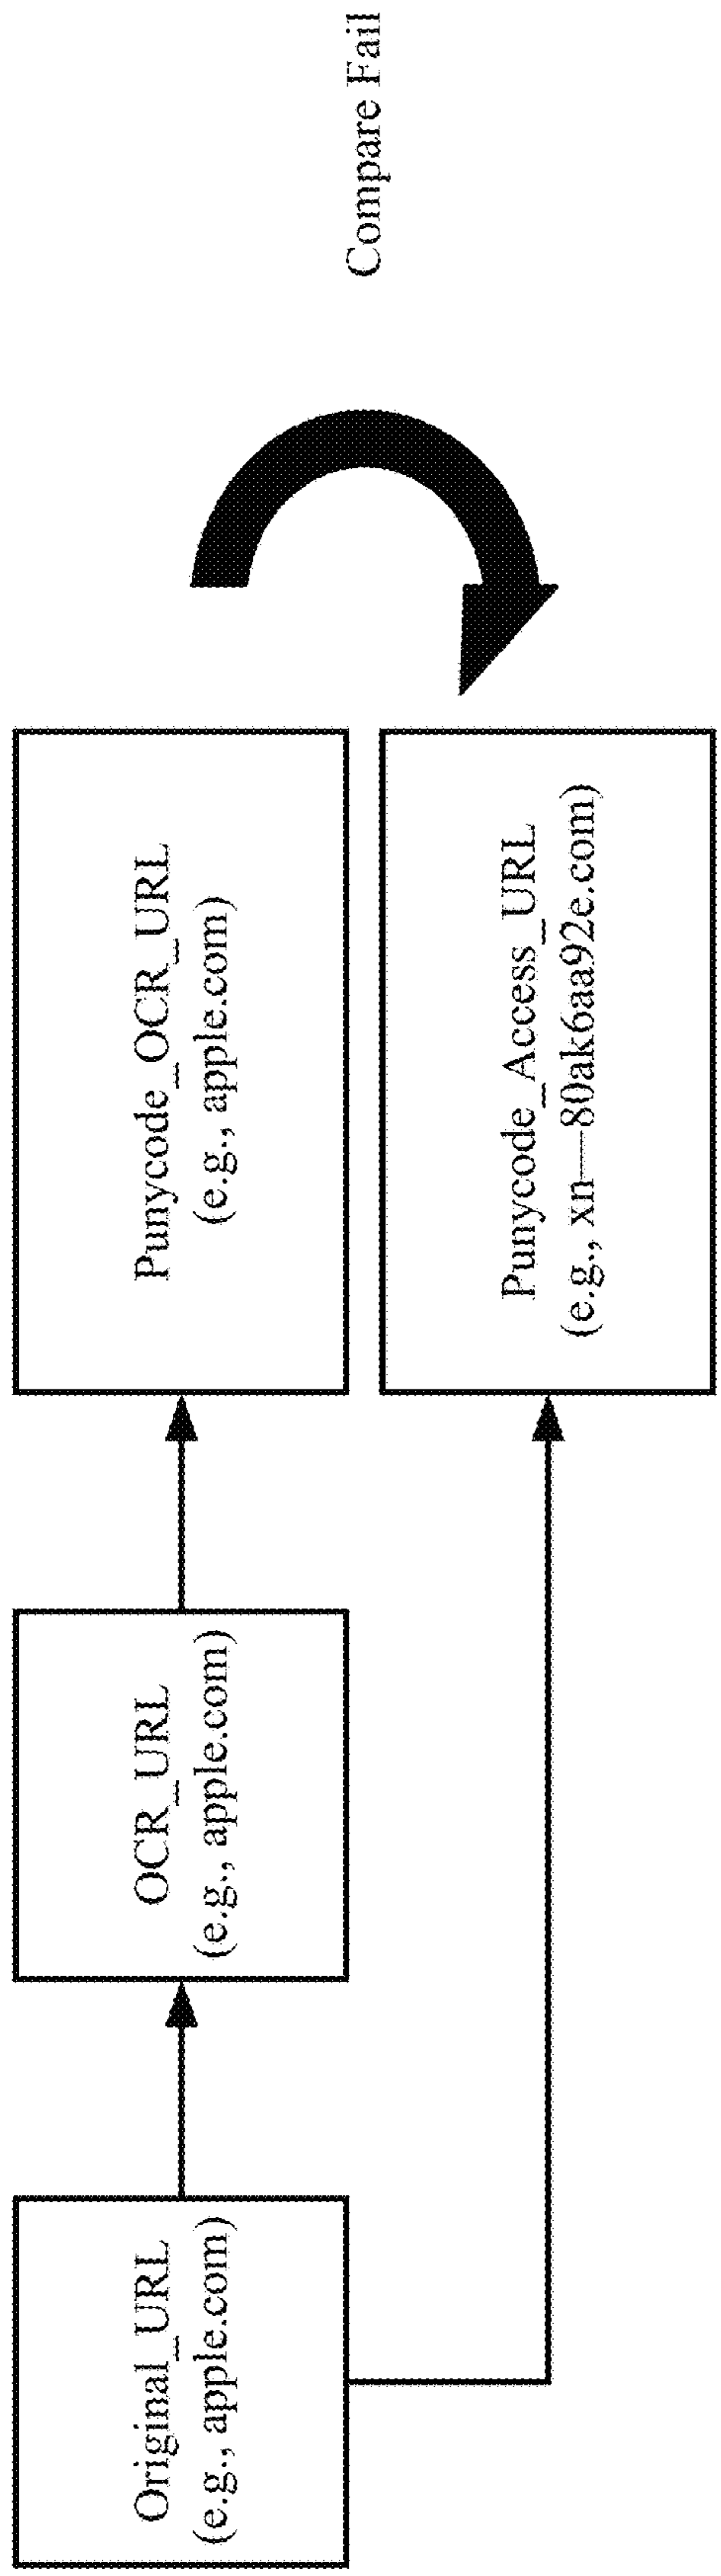 Original_URL
(e.g., apple.com)
OCR_URL
(e.g., apple.com)
Punycode_OCR_URL
(e.g., apple.com)
Punycode_Access_URL
(e.g., xn—80ak6aa92e.com)
Compare Fail